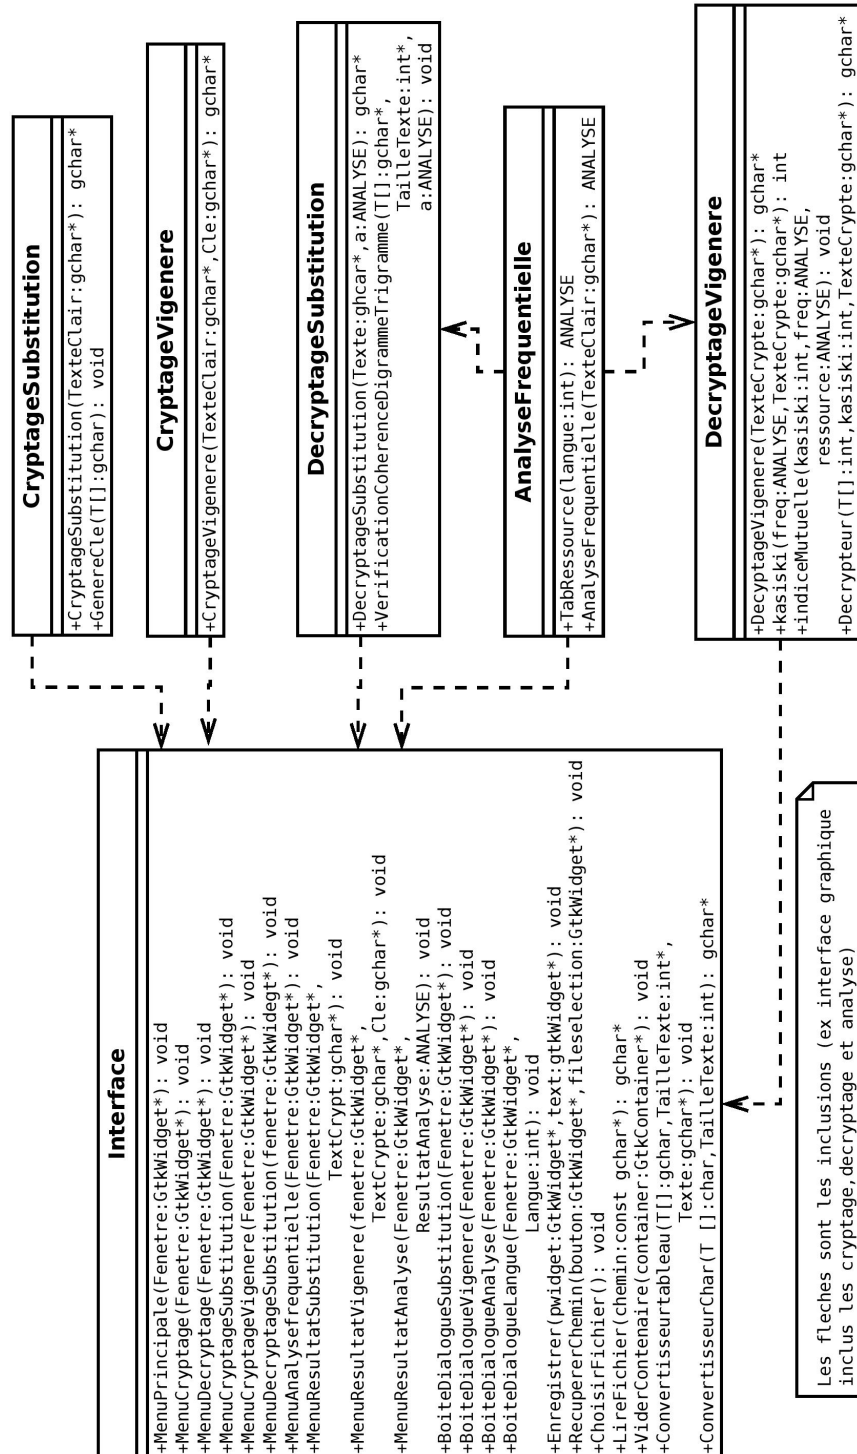 CryptageSubstitution
+CryptageSubstitution(TexteClair:gchar*): gchar*
+GenereCle(T[]:gchar): void
CryptageVigenere
+CryptageVigenere(TexteClair:gchar*,Cle:gchar*): gchar*
DecryptageSubstitution
+DecryptageSubstitution(Texte:ghcar*,a:ANALYSE): gchar*
+VerificationCoherenceDigrammeTrigramme(T[]:gchar*,
TailleTexte:int*,
a:ANALYSE): void
AnalyseFrequentielle
+TabRessource(langue:int): ANALYSE
+AnalyseFrequentielle(TexteClair:gchar*): ANALYSE
DecryptageVigenere
+DecyptageVigenere(TexteCrypte:gchar*): gchar*
+kasiski(freq:ANALYSE,TexteCrypte:gchar*): int
+indiceMutuelle(kasiski:int,freq:ANALYSE,
ressource:ANALYSE): void
+Decrypteur(T[]:int,kasiski:int,TexteCrypte:gchar*): gchar*
Interface
+MenuPrincipale(Fenetre:GtkWidget*): void
+MenuCryptage(Fenetre:GtkWidget*): void
+MenuDecryptage(Fenetre:GtkWidget*): void
+MenuCryptageSubstitution(Fenetre:GtkWidget*): void
+MenuCryptageVigenere(Fenetre:GtkWidget*): void
+MenuDecryptageSubstitution(fenetre:GtkWidegt*): void
+MenuAnalysefrequentielle(Fenetre:GtkWidget*): void
+MenuResultatSubstitution(Fenetre:GtkWidget*,
TextCrypt:gchar*): void
+MenuResultatVigenere(fenetre:GtkWidget*,
TextCrypte:gchar*,Cle:gchar*): void
+MenuResultatAnalyse(Fenetre:GtkWidget*,
ResultatAnalyse:ANALYSE): void
+BoiteDialogueSubstitution(Fenetre:GtkWidget*): void
+BoiteDialogueVigenere(Fenetre:GtkWidget*): void
+BoiteDialogueAnalyse(Fenetre:GtkWidget*): void
+BoiteDialogueLangue(Fenetre:GtkWidget*,
Langue:int): void
+Enregistrer(pwidget:GtkWidget*,text:gtkWidget*): void
+RecupererChemin(bouton:GtkWidget*,fileselection:GtkWidget*): void
+ChoisirFichier(): void
+LireFichier(chemin:const gchar*): gchar*
+ViderContenaire(container:GtkContainer*): void
+Convertisseurtableau(T[]:gchar,TailleTexte:int*,
Texte:gchar*): void
+ConvertisseurChar(T []:char,TailleTexte:int): gchar*
Les fleches sont les inclusions (ex interface graphique
inclus les cryptage,decryptage et analyse)